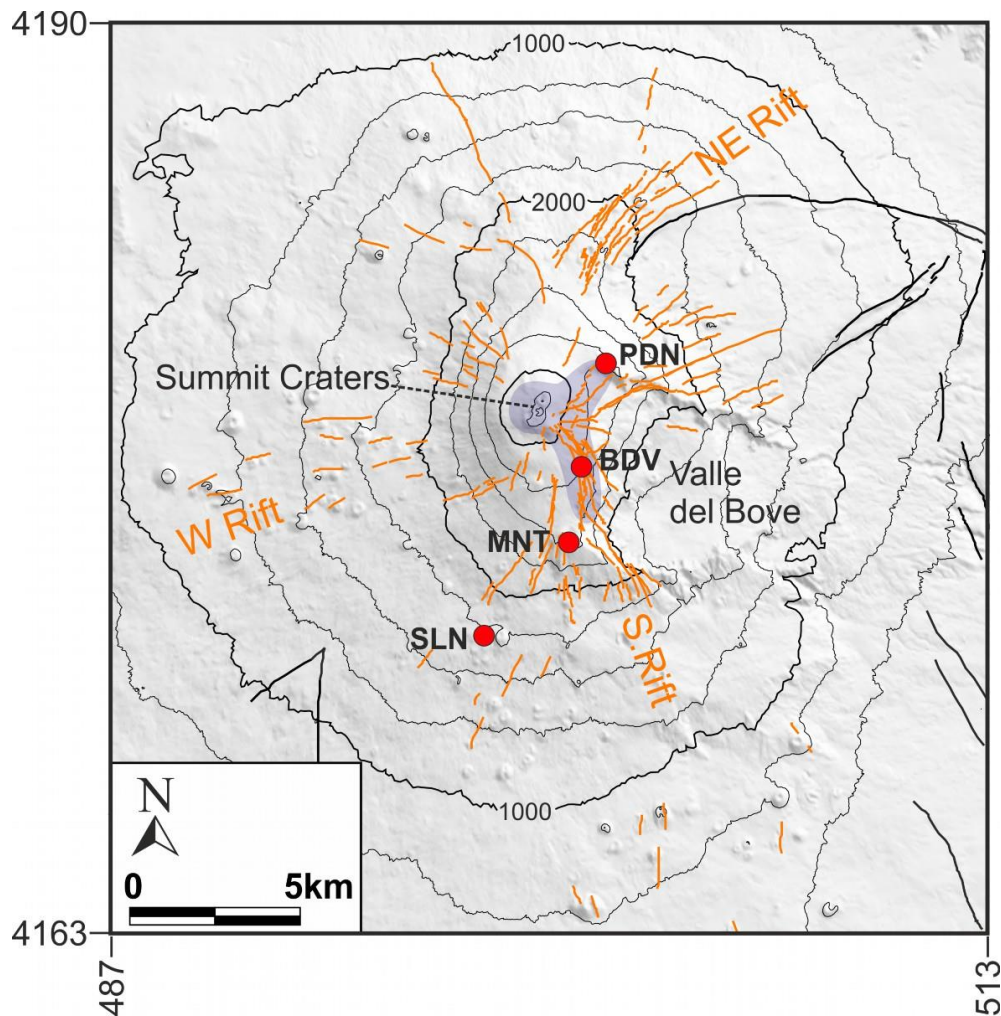 4190
1000
NE Rift
2000
PDN
Summit Craters
BDV
Valle
del Bove
W Rift
MNT
S. Rift
SLN
N
1000
0 5km
4163
487
513